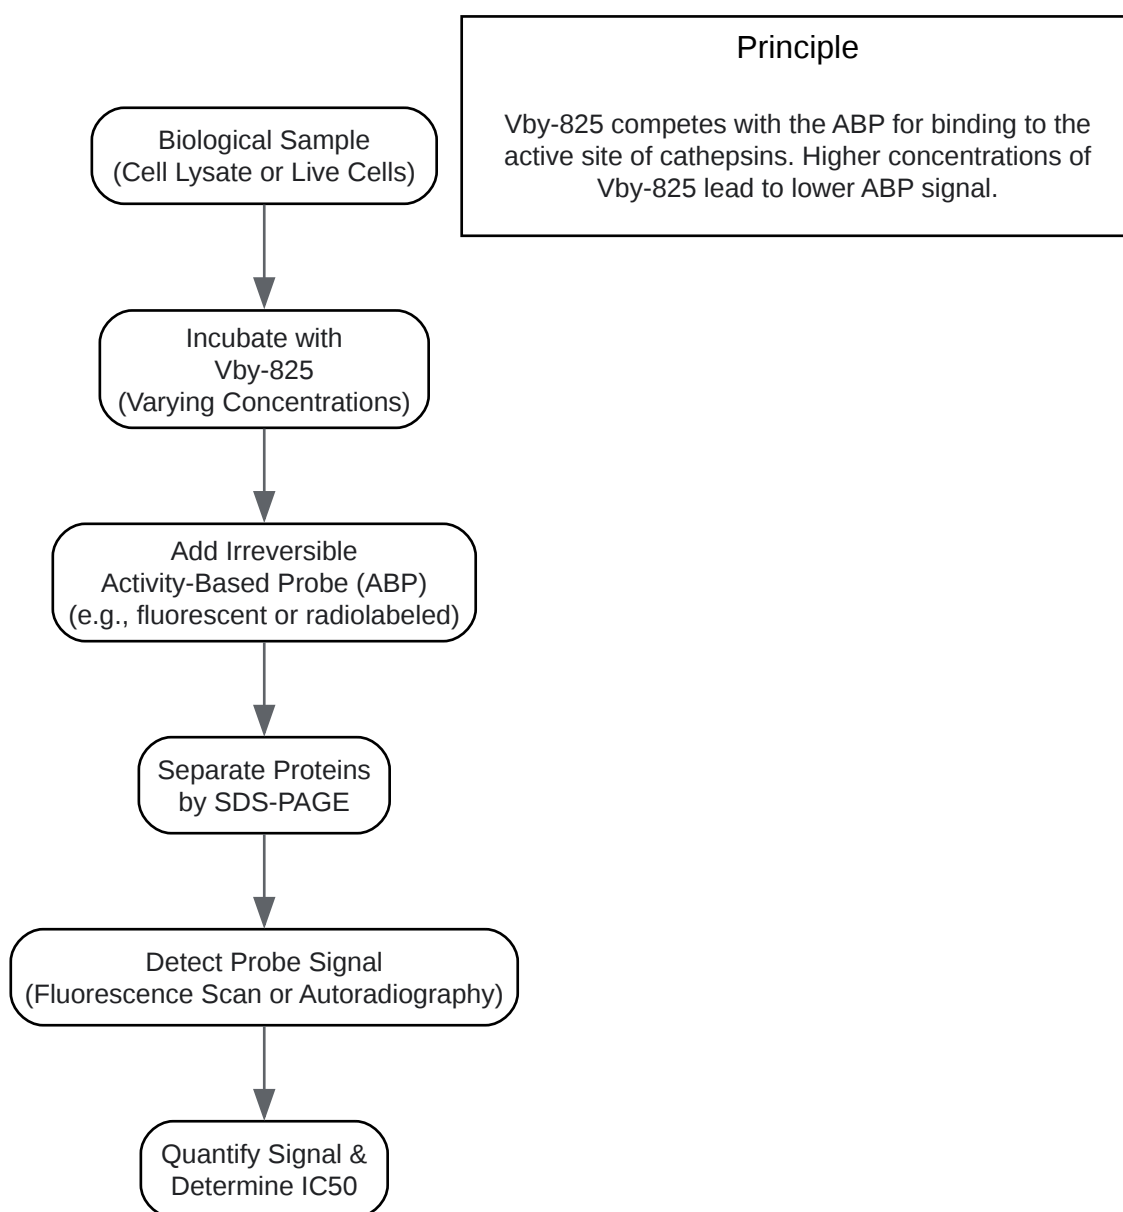 Principle
Vby-825 competes with the ABP for binding to the
active site of cathepsins. Higher concentrations of
Vby-825 lead to lower ABP signal.
Biological Sample
(Cell Lysate or Live Cells)
Incubate with
Vby-825
(Varying Concentrations)
Add Irreversible
Activity-Based Probe (ABP)
(e.g., fluorescent or radiolabeled)
Separate Proteins
by SDS-PAGE
Detect Probe Signal
(Fluorescence Scan or Autoradiography)
Quantify Signal &
Determine IC50